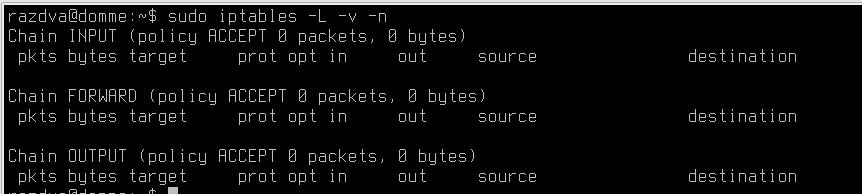 razdva@domme:~$ sudo iptables -L -v -n
Chain INPUT (policy ACCEPT 0 packets, 0 bytes)
 pkts bytes target     prot opt in     out     source               destination
Chain FORWARD (policy ACCEPT 0 packets, 0 bytes)
 pkts bytes target     prot opt in     out     source               destination
Chain OUTPUT (policy ACCEPT 0 packets, 0 bytes)
 pkts bytes target     prot opt in     out     source               destination
razdva@domme:~$